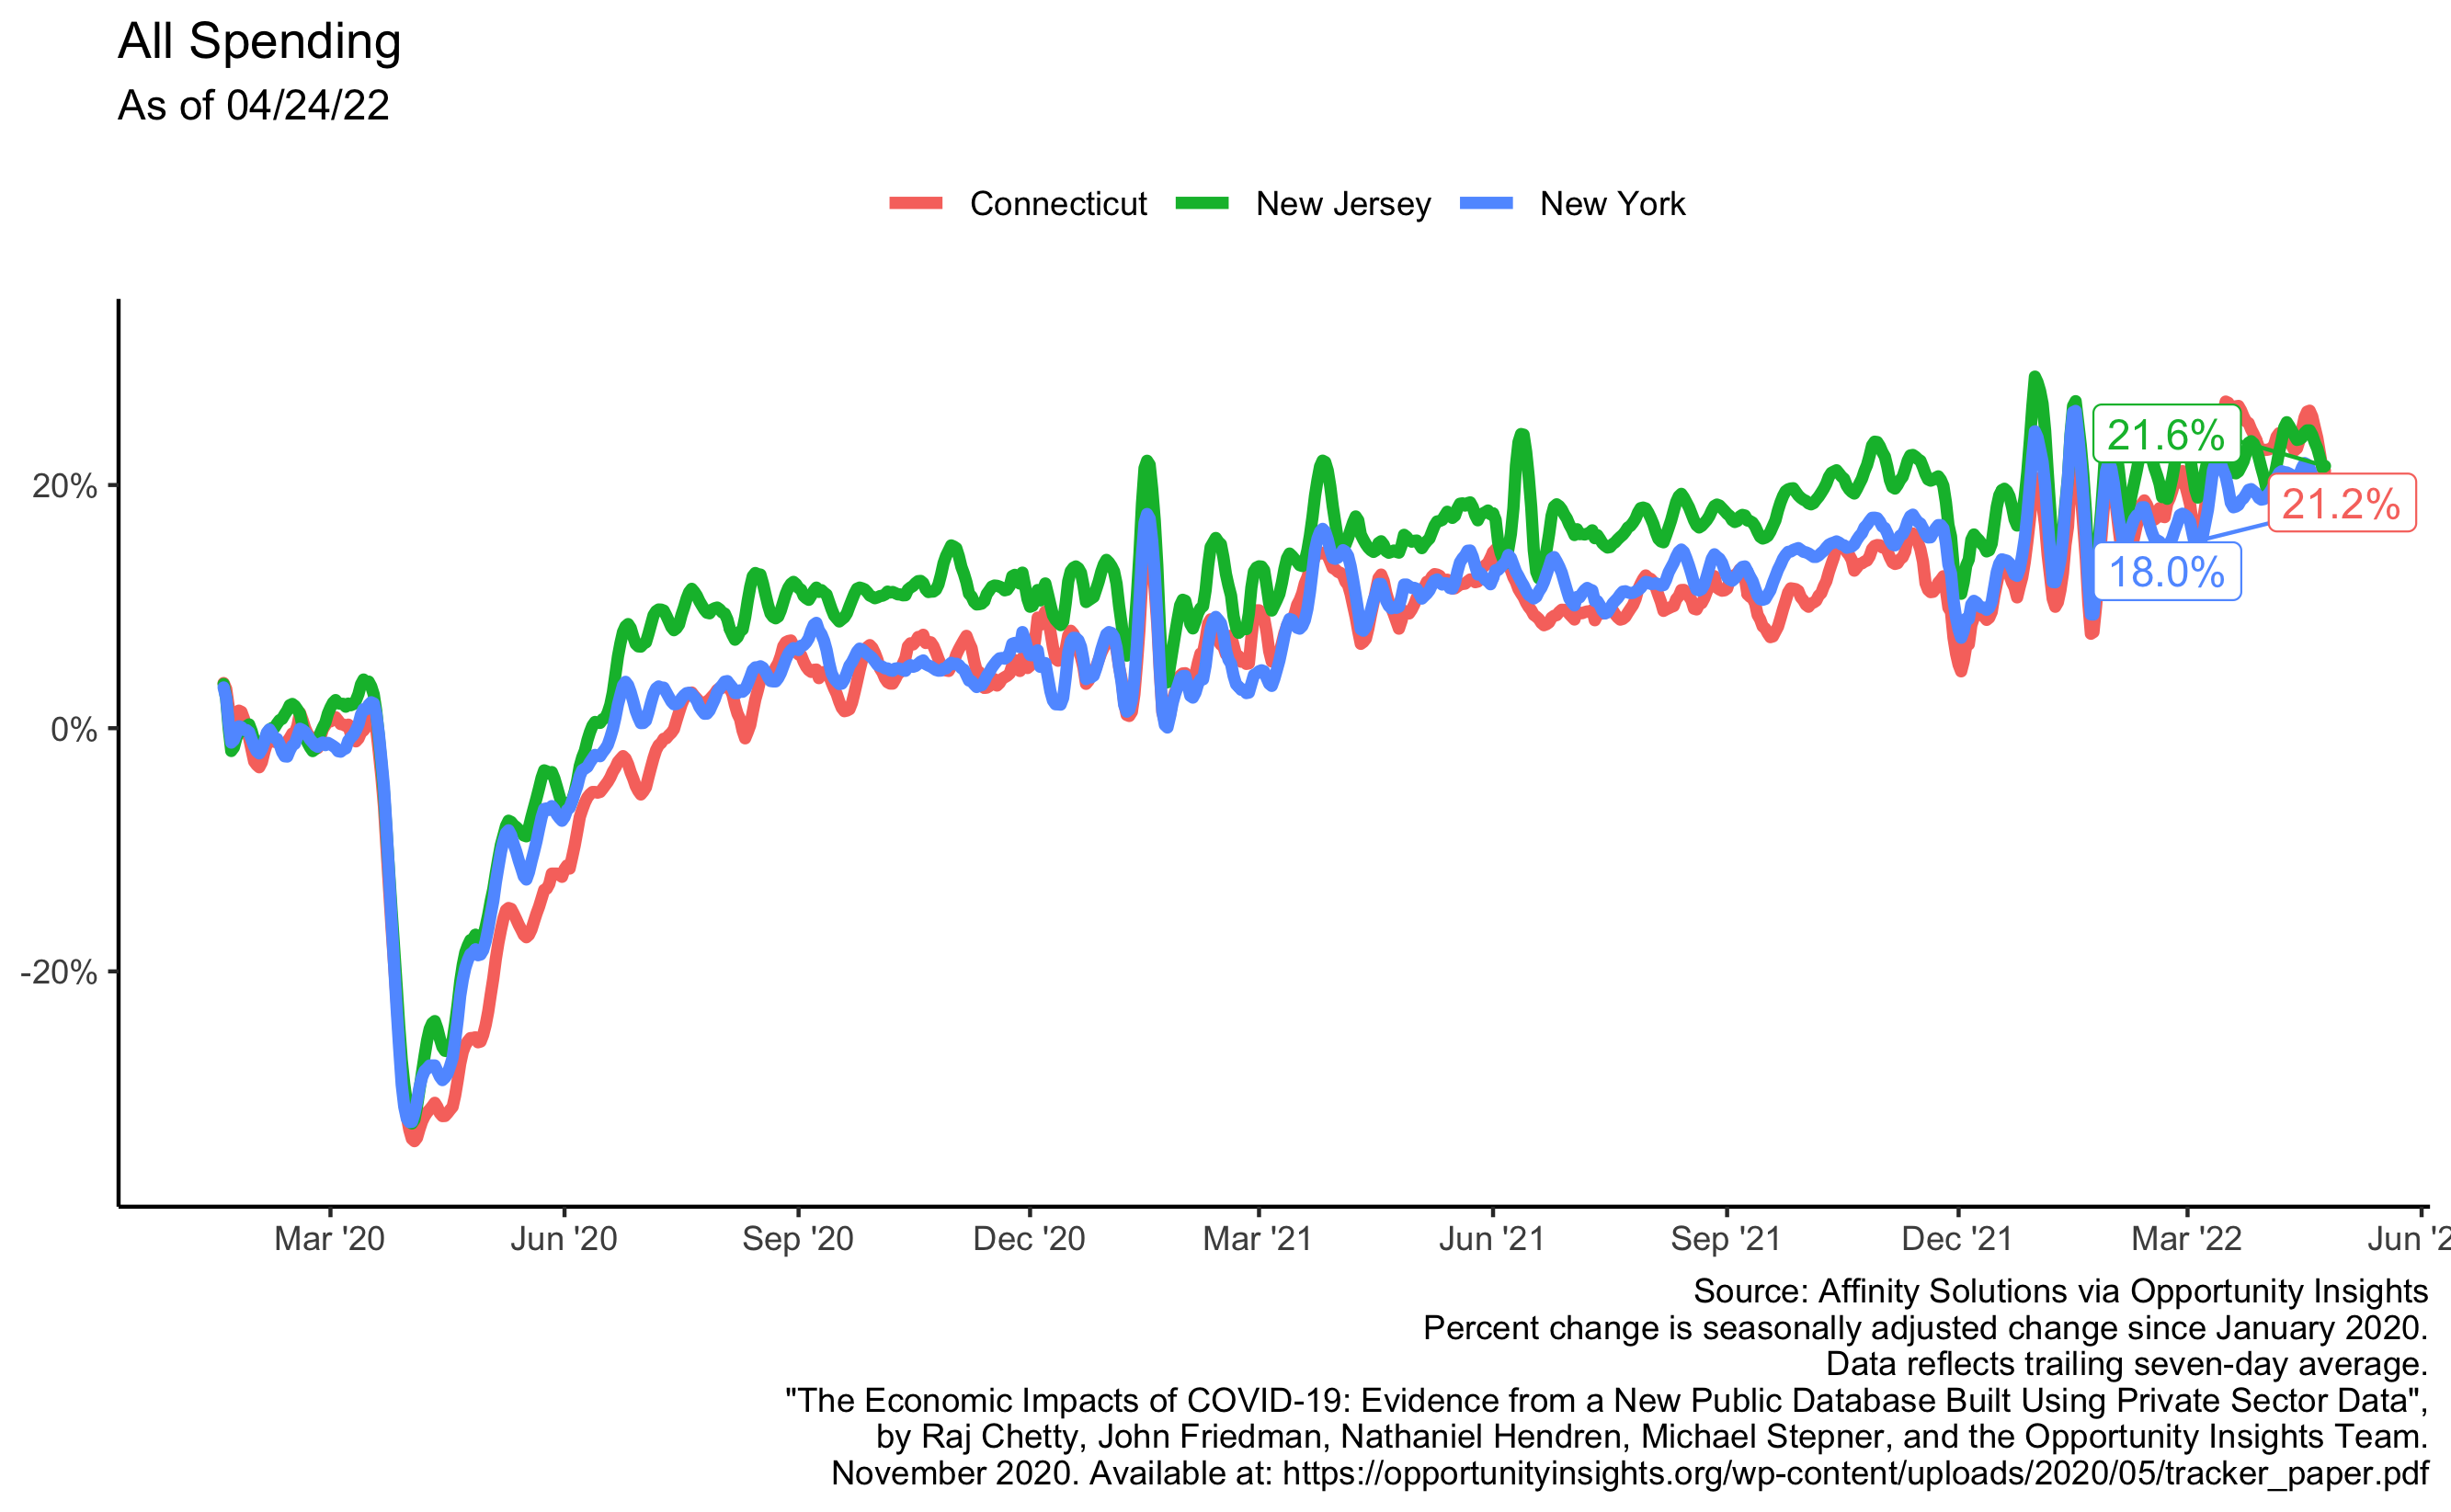 All Spending
As of 04/24/22
Connecticut New Jersey New York
20%
0%
-20%
21.6%
21.2%
18.0%
Mar '20 Jun '20 Sep '20 Dec '20 Mar '21 Jun '21 Sep '21 Dec '21 Mar '22 Jun '2
Source: Affinity Solutions via Opportunity Insights
Percent change is seasonally adjusted change since January 2020.
Data reflects trailing seven-day average.
"The Economic Impacts of COVID-19: Evidence from a New Public Database Built Using Private Sector Data",
by Raj Chetty, John Friedman, Nathaniel Hendren, Michael Stepner, and the Opportunity Insights Team.
November 2020. Available at: https://opportunityinsights.org/wp-content/uploads/2020/05/tracker_paper.pdf